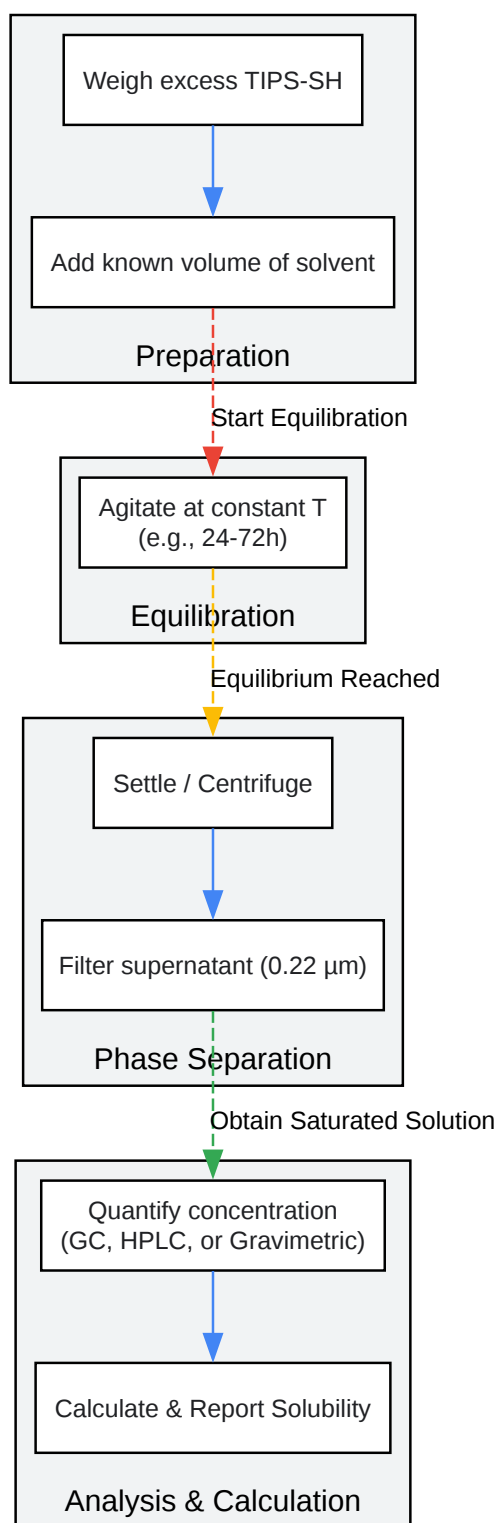 Weigh excess TIPS-SH
Add known volume of solvent
Preparation
Start Equilibration
Agitate at constant T
(e.g., 24-72h)
Equilibration
Equilibrium Reached
Settle / Centrifuge
Filter supernatant (0.22 µm)
Phase Separation
Obtain Saturated Solution
Quantify concentration
(GC, HPLC, or Gravimetric)
Calculate & Report Solubility
Analysis & Calculation